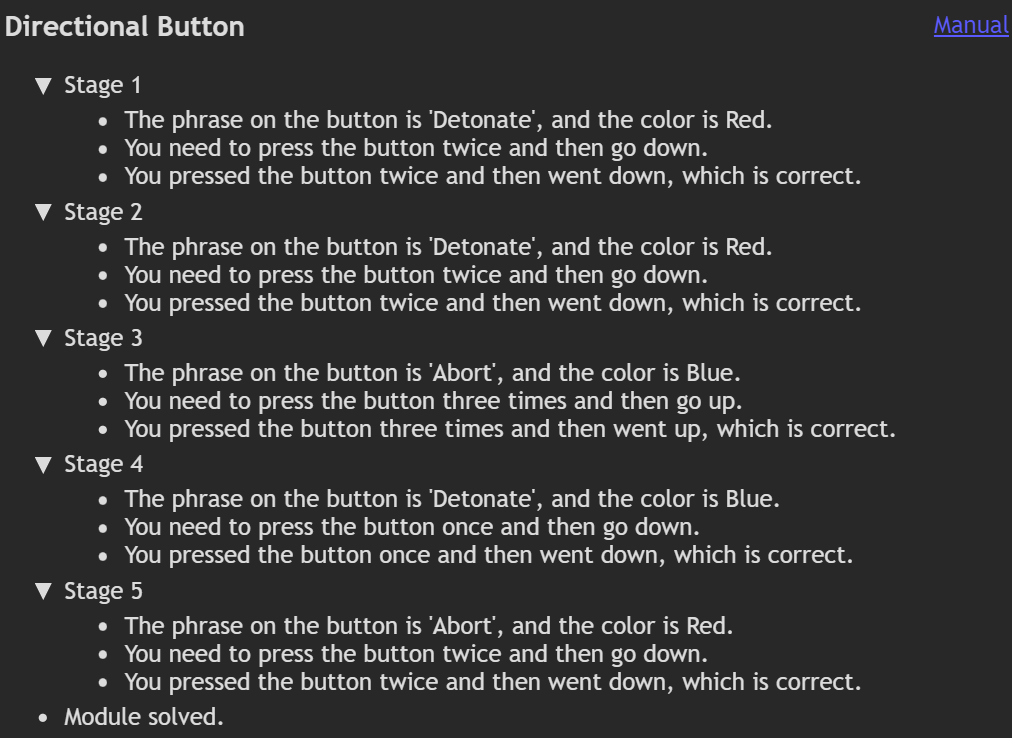 Directional Button
Manual
▼ Stage 1
• The phrase on the button is 'Detonate', and the color is Red.
• You need to press the button twice and then go down.
• You pressed the button twice and then went down, which is correct.
▼ Stage 2
• The phrase on the button is 'Detonate', and the color is Red.
• You need to press the button twice and then go down.
• You pressed the button twice and then went down, which is correct.
▼ Stage 3
• The phrase on the button is 'Abort', and the color is Blue.
• You need to press the button three times and then go up.
• You pressed the button three times and then went up, which is correct.
▼ Stage 4
• The phrase on the button is 'Detonate', and the color is Blue.
• You need to press the button once and then go down.
• You pressed the button once and then went down, which is correct.
▼ Stage 5
• The phrase on the button is 'Abort', and the color is Red.
• You need to press the button twice and then go down.
• You pressed the button twice and then went down, which is correct.
• Module solved.